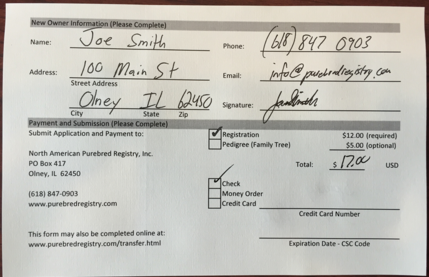 New Owner Information (Please Complete)
Name: Joe Smith Phone: (618) 847 0903
Address: 100 Main St Email: info@purebredregistry.com
Street Address
Olney IL 62450 Signature:
City State Zip
Payment and Submission (Please Complete)
Submit Application and Payment to: ✓ Registration $12.00 (required)
Pedigree (Family Tree) $5.00 (optional)
North American Purebred Registry, Inc.
PO Box 417 Total: $ 17.00 USD
Olney, IL 62450
✓ Check
(618) 847-0903 Money Order
www.purebredregistry.com Credit Card
Credit Card Number
This form may also be completed online at:
www.purebredregistry.com/transfer.html Expiration Date - CSC Code